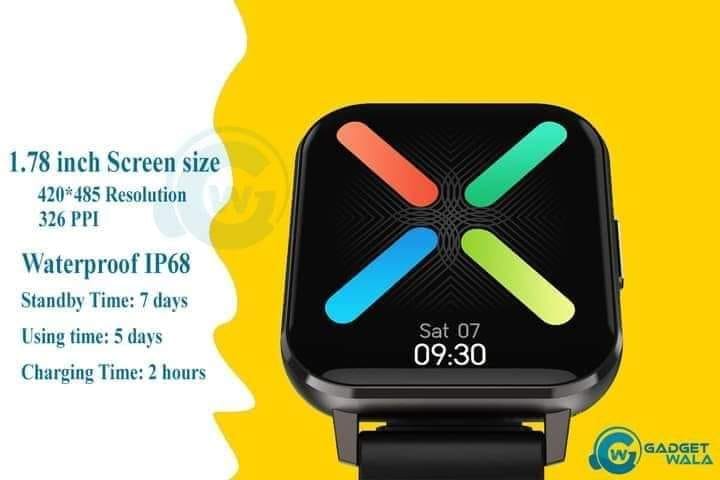 1.78 inch Screen size
420*485 Resolution
326 PPI
Waterproof IP68
Standby Time: 7 days
Using time: 5 days
Charging Time: 2 hours
Sat 07
09:30
GADGET
WALA